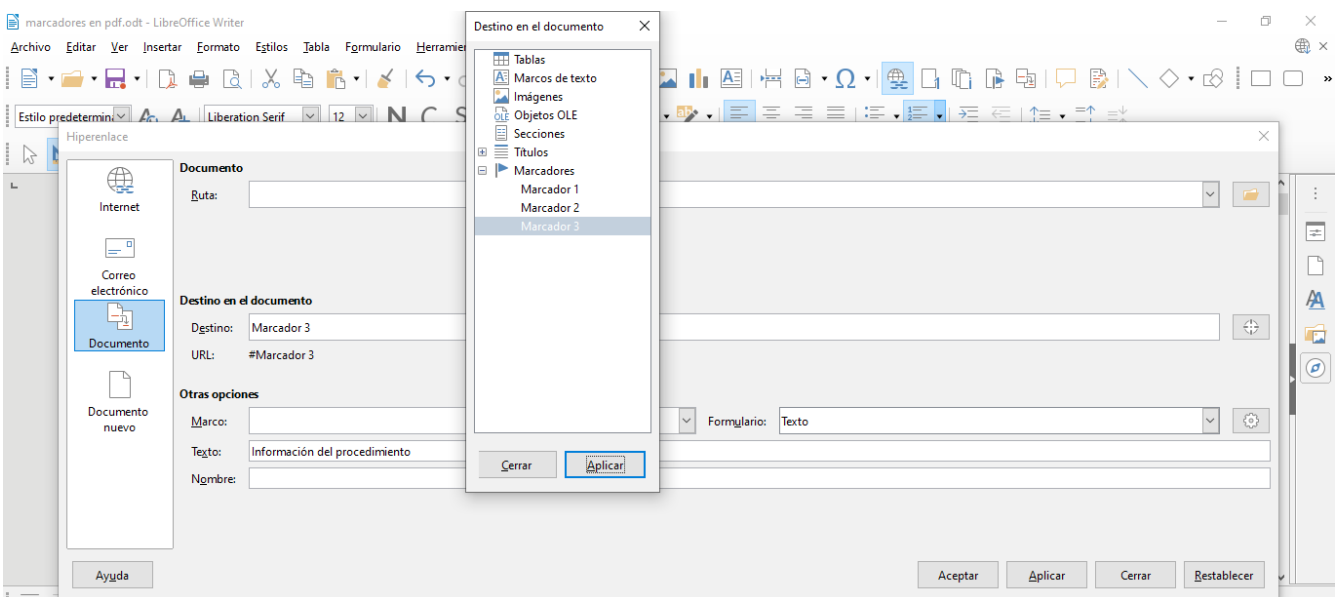 marcadores en pdf.odt - LibreOffice Writer
Archivo Editar Ver Insertar Formato Estilos Tabla Formulario
Liberation Serif 12 N C S
Destino en el documento
Tablas
Marcos de texto
Imágenes
Objetos OLE
Secciones
Títulos
Marcadores
Marcador 1
Marcador 2
Marcador 3
Cerrar Aplicar
Hiperenlace
Internet
Correo
electrónico
Documento
Documento
nuevo
Documento
Ruta:
Destino en el documento
Destino: Marcador 3
URL: #Marcador 3
Otras opciones
Marco: Formulario: Texto
Texto: Información del procedimiento
Nombre:
Ayuda Aceptar Aplicar Cerrar Restablecer